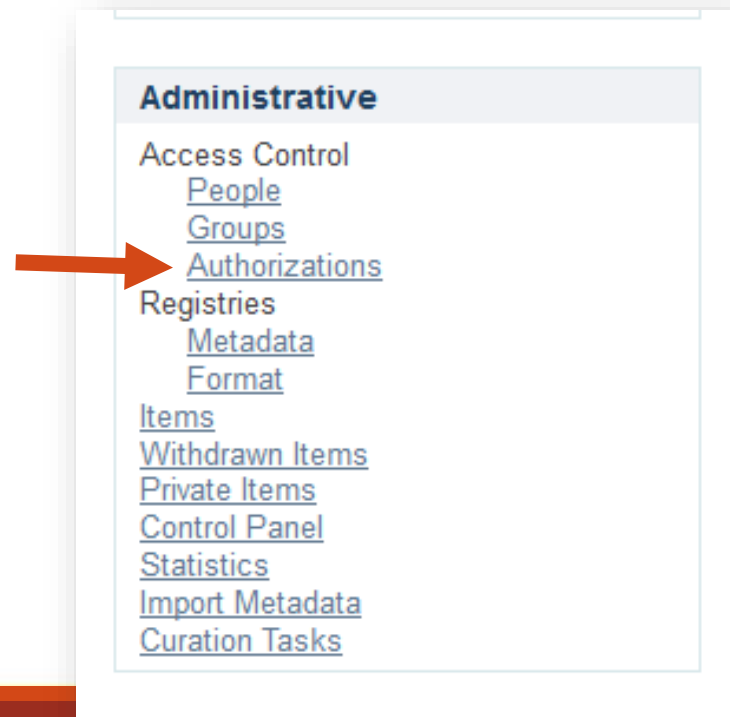 Administrative
Access Control
People
Groups
Authorizations
Registries
Metadata
Format
Items
Withdrawn Items
Private Items
Control Panel
Statistics
Import Metadata
Curation Tasks